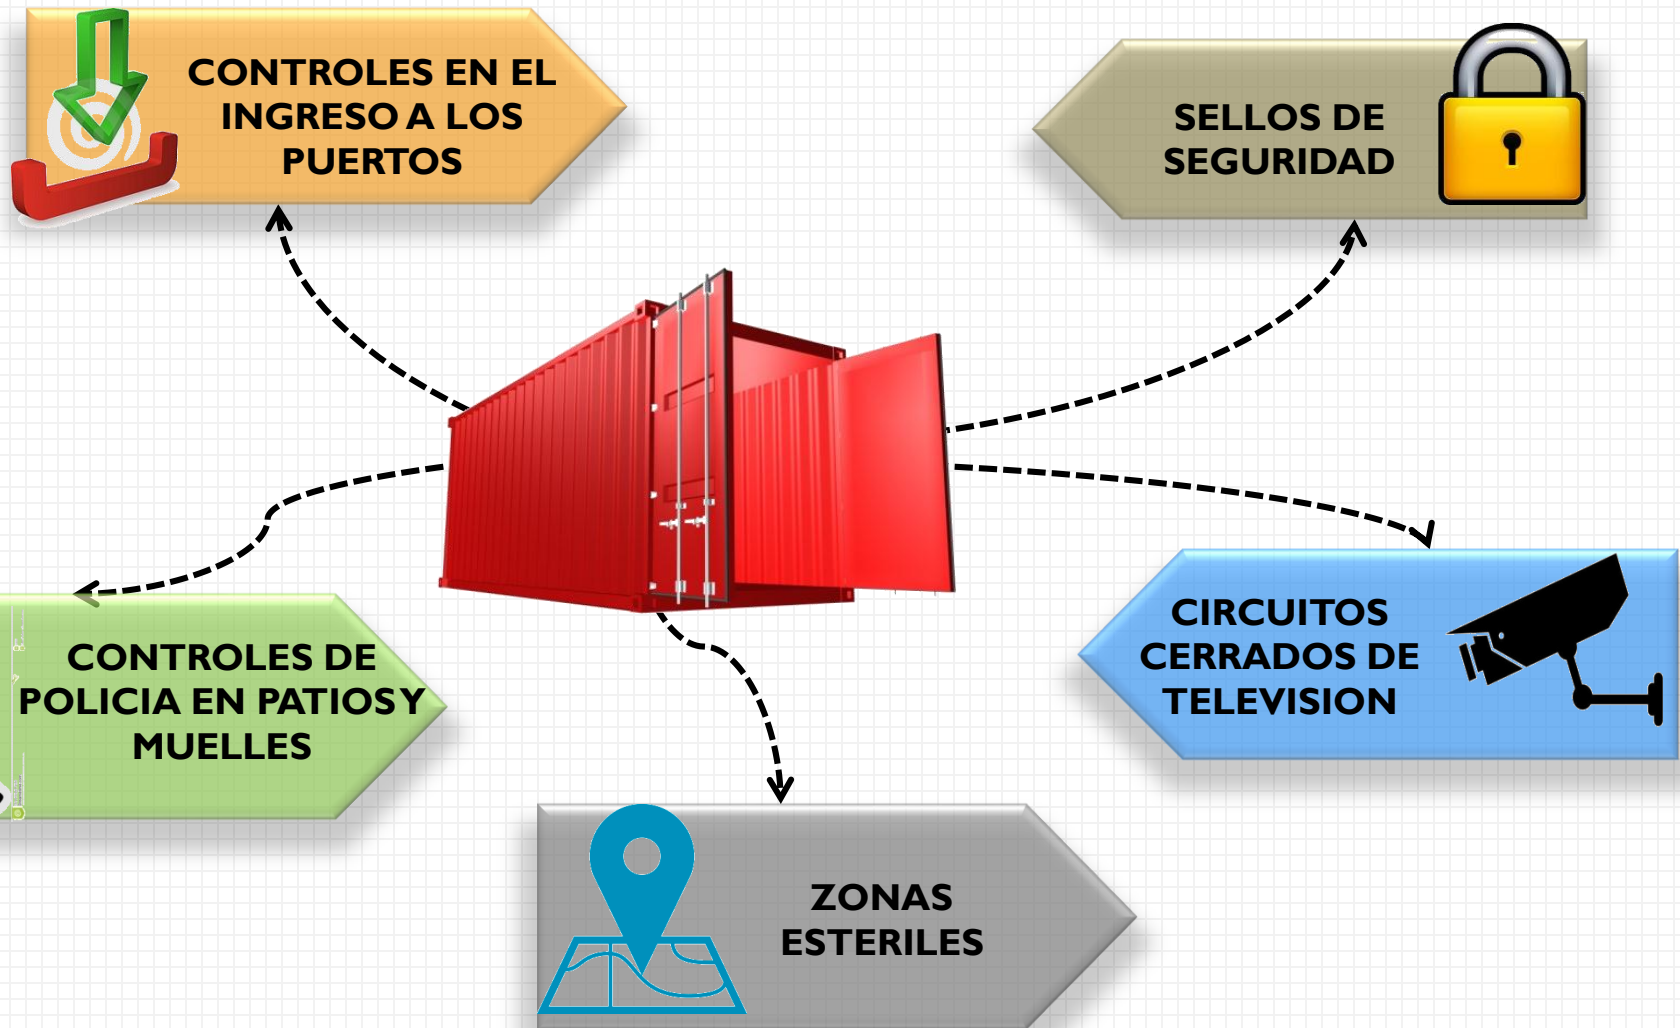 CONTROLES EN EL
INGRESO A LOS
PUERTOS
SELLOS DE
SEGURIDAD
CONTROLES DE
POLICIA EN PATIOS Y
MUELLES
CIRCUITOS
CERRADOS DE
TELEVISION
ZONAS
ESTERILES